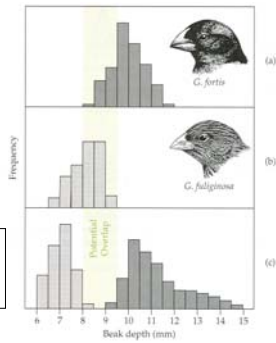 (a)
G. fortis
(b)
G. fuliginosa
Frequency
Potential
Overlap
(c)
6 7 8 9 10 11 12 13 14 15
Beak depth (mm)